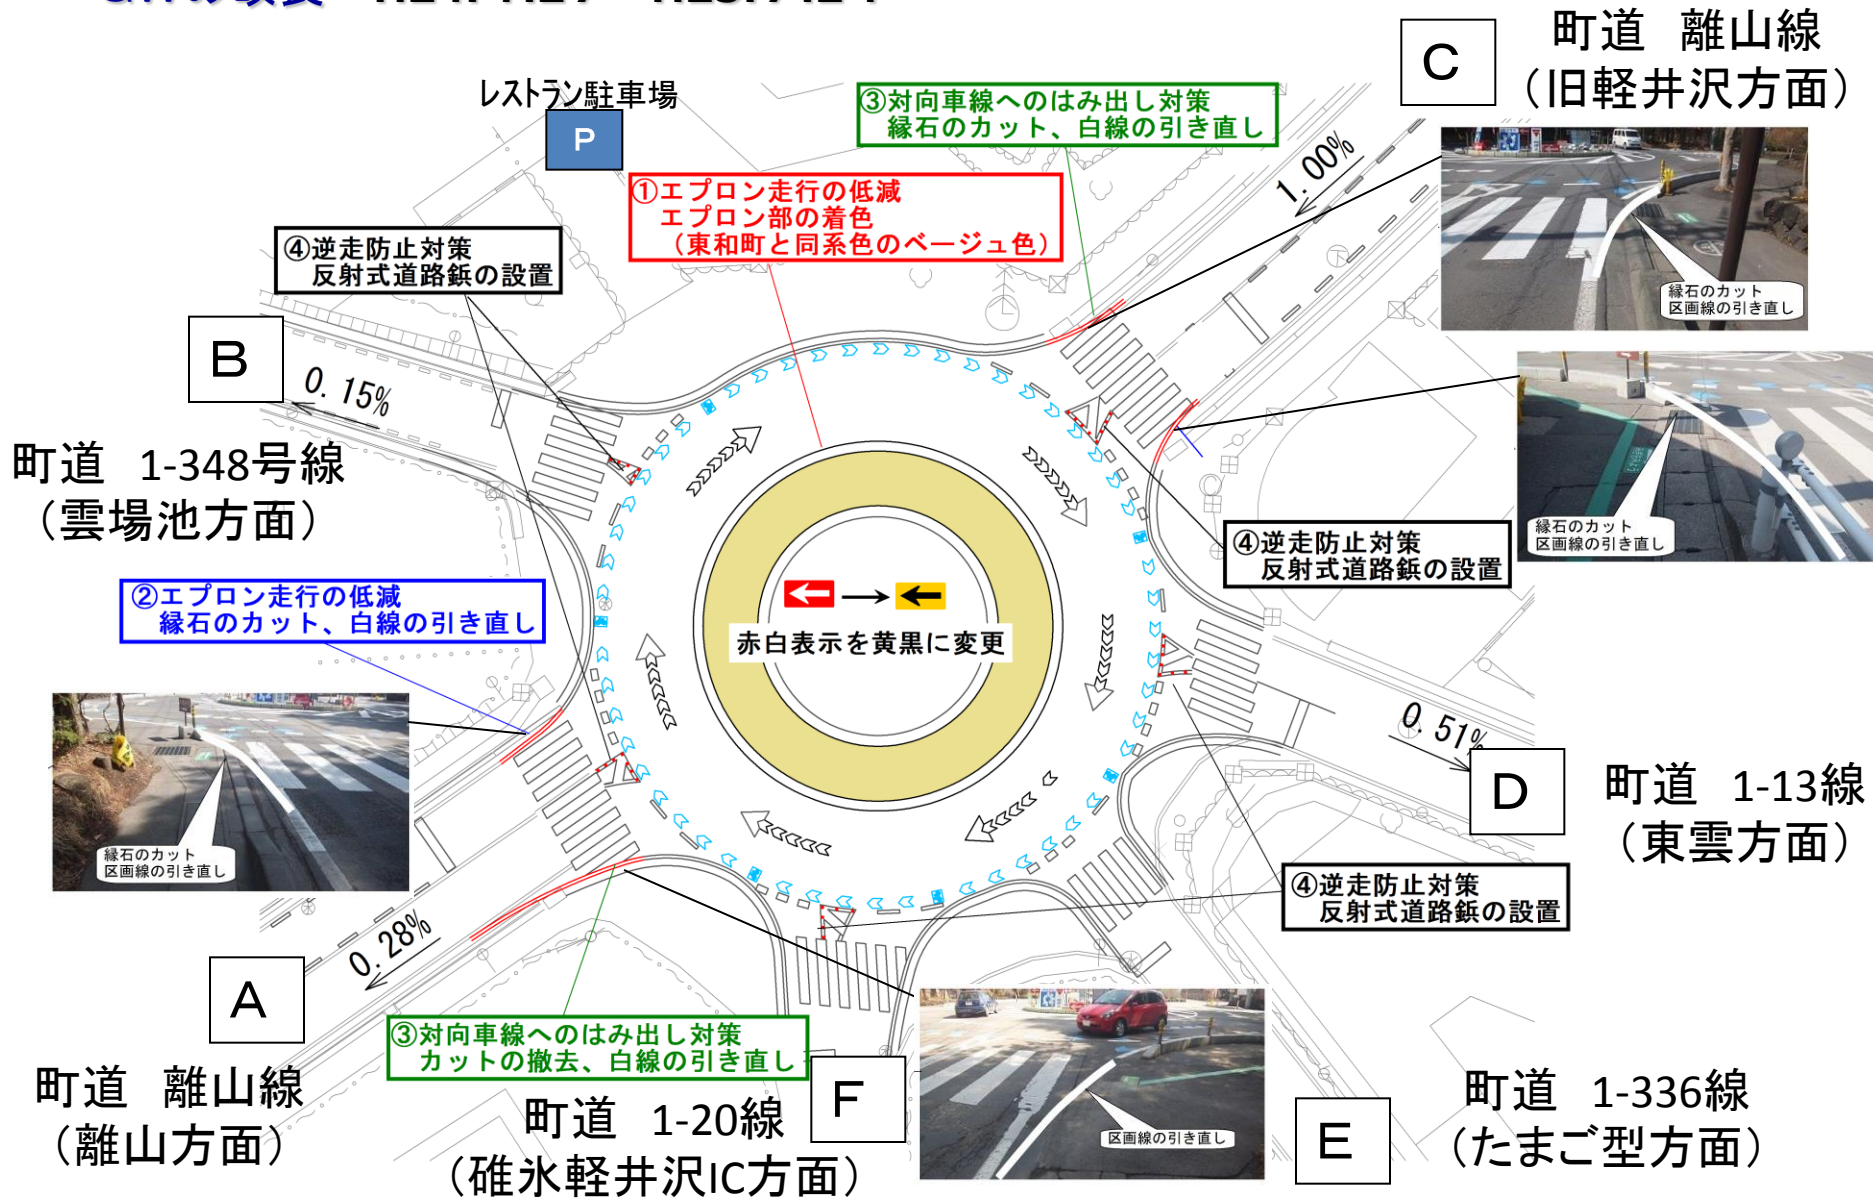 C
町道 離山線
（旧軽井沢方面）
レストラン駐車場
P
③対向車線へのはみ出し対策
縁石のカット、白線の引き直し
1.00%
①エプロン走行の低減
エプロン部の着色
（東和町と同系色のベージュ色）
④逆走防止対策
反射式道路鋲の設置
縁石のカット
区画線の引き直し
B
0.15%
町道 1-348号線
（雲場池方面）
縁石のカット
区画線の引き直し
④逆走防止対策
反射式道路鋲の設置
②エプロン走行の低減
縁石のカット、白線の引き直し
赤白表示を黄黒に変更
0.51%
D
町道 1-13線
（東雲方面）
縁石のカット
区画線の引き直し
④逆走防止対策
反射式道路鋲の設置
0.28%
A
町道 離山線
（離山方面）
③対向車線へのはみ出し対策
カットの撤去、白線の引き直し
F
町道 1-20線
（碓氷軽井沢IC方面）
区画線の引き直し
E
町道 1-336線
（たまご型方面）